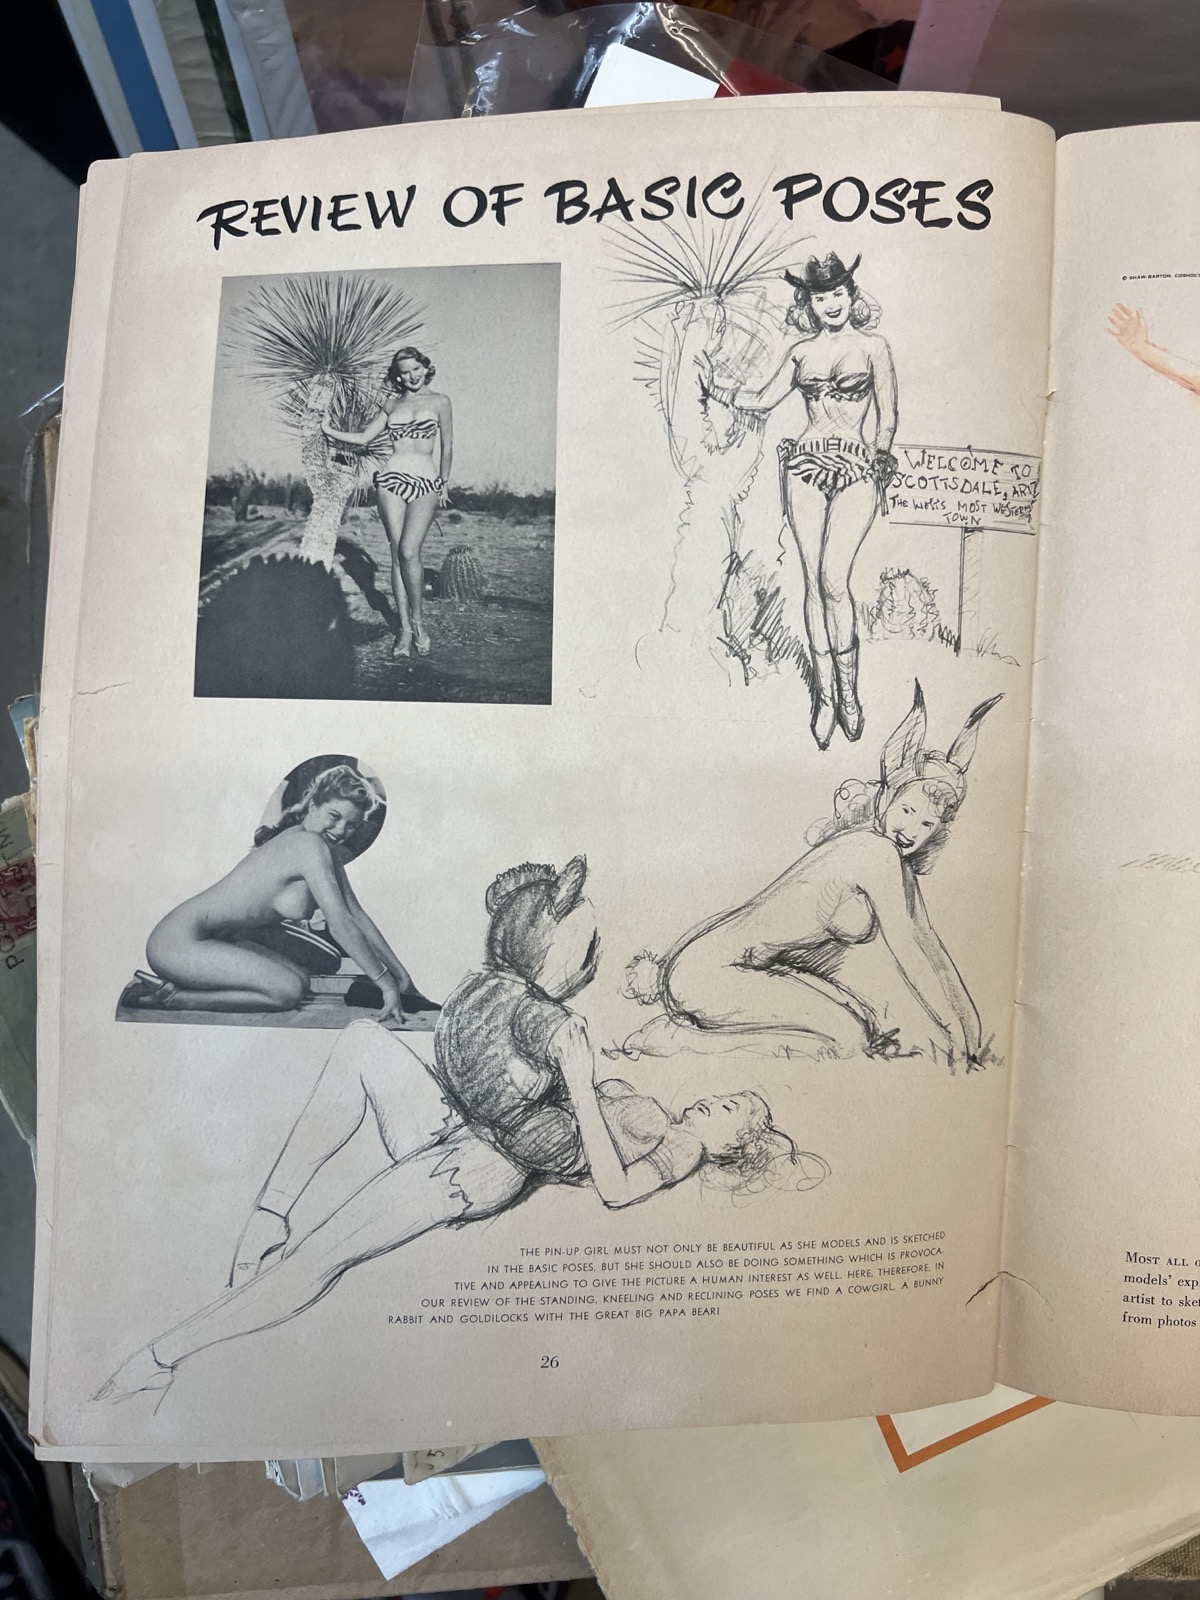 REVIEW OF BASIC POSES
WELCOME TO
SCOTTSDALE, ARIZ
THE WEST'S MOST WESTERN
TOWN
THE PIN-UP GIRL MUST NOT ONLY BE BEAUTIFUL AS SHE MODELS AND IS SKETCHED
IN THE BASIC POSES, BUT SHE SHOULD ALSO BE DOING SOMETHING WHICH IS PROVOCA-
TIVE AND APPEALING TO GIVE THE PICTURE A HUMAN INTEREST AS WELL. HERE, THEREFORE, IN
OUR REVIEW OF THE STANDING, KNEELING AND RECLINING POSES WE FIND A COWGIRL, A BUNNY
RABBIT AND GOLDILOCKS WITH THE GREAT BIG PAPA BEAR!
26
© SHAW-BARTON, COSHOCT
MOST ALL
models' exp
artist to sket
from photos